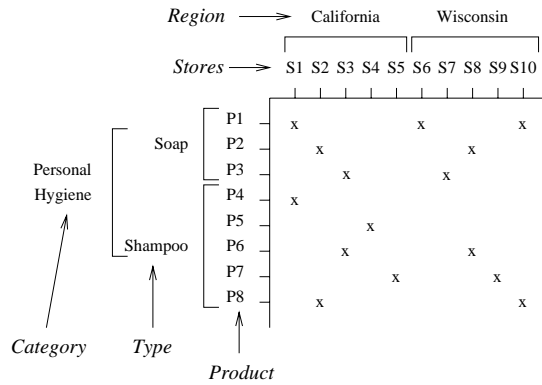 Region California Wisconsin
Stores S1 S2 S3 S4 S5 S6 S7 S8 S9 S10
P1 x x x
Soap
P2 x x
Personal
P3 x x
Hygiene
P4 x
P5 x
Shampoo
P6 x x
P7 x x
P8 x x
Category Type
Product